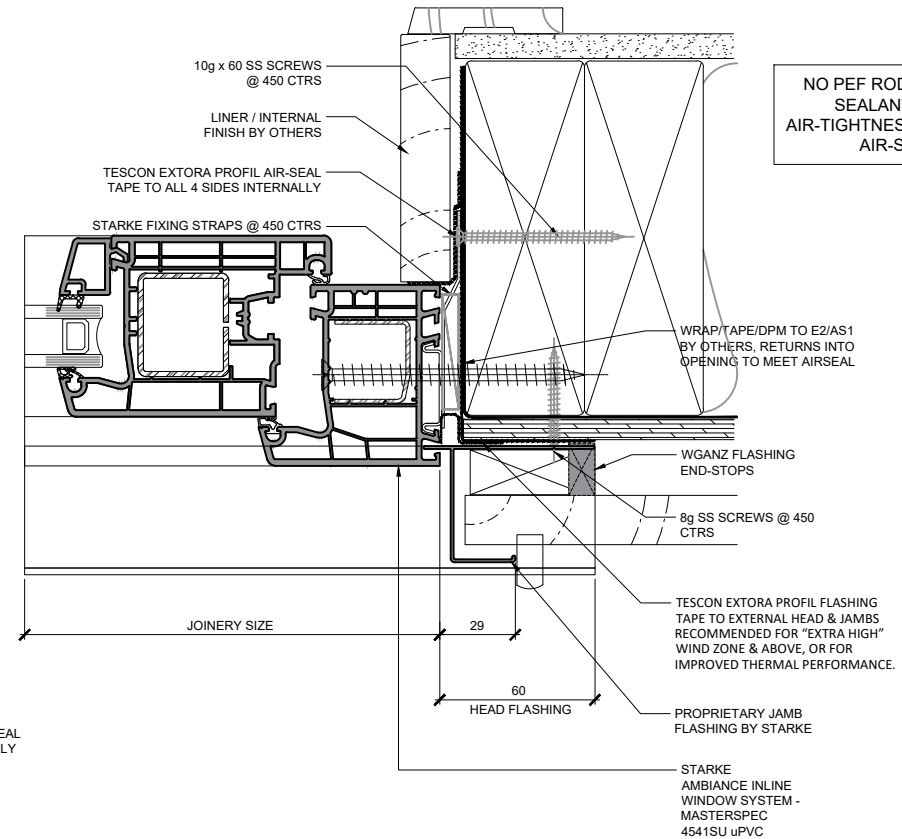 10g x 60 SS SCREWS
@ 450 CTRS
LINER / INTERNAL
FINISH BY OTHERS
TESCON EXTORA PROFIL AIR-SEAL
TAPE TO ALL 4 SIDES INTERNALLY
STARKE FIXING STRAPS @ 450 CTRS
NO PEF ROD
SEALANT
AIR-TIGHTNES
AIR-S
WRAP/TAPE/DPM TO E2/AS1
BY OTHERS, RETURNS INTO
OPENING TO MEET AIRSEAL
WGANZ FLASHING
END-STOPS
8g SS SCREWS @ 450
CTRS
TESCON EXTORA PROFIL FLASHING
TAPE TO EXTERNAL HEAD & JAMBS
RECOMMENDED FOR “EXTRA HIGH”
WIND ZONE & ABOVE, OR FOR
IMPROVED THERMAL PERFORMANCE.
JOINERY SIZE
29
60
HEAD FLASHING
PROPRIETARY JAMB
FLASHING BY STARKE
EAL
LY
STARKE
AMBIANCE INLINE
WINDOW SYSTEM -
MASTERSPEC
4541SU uPVC